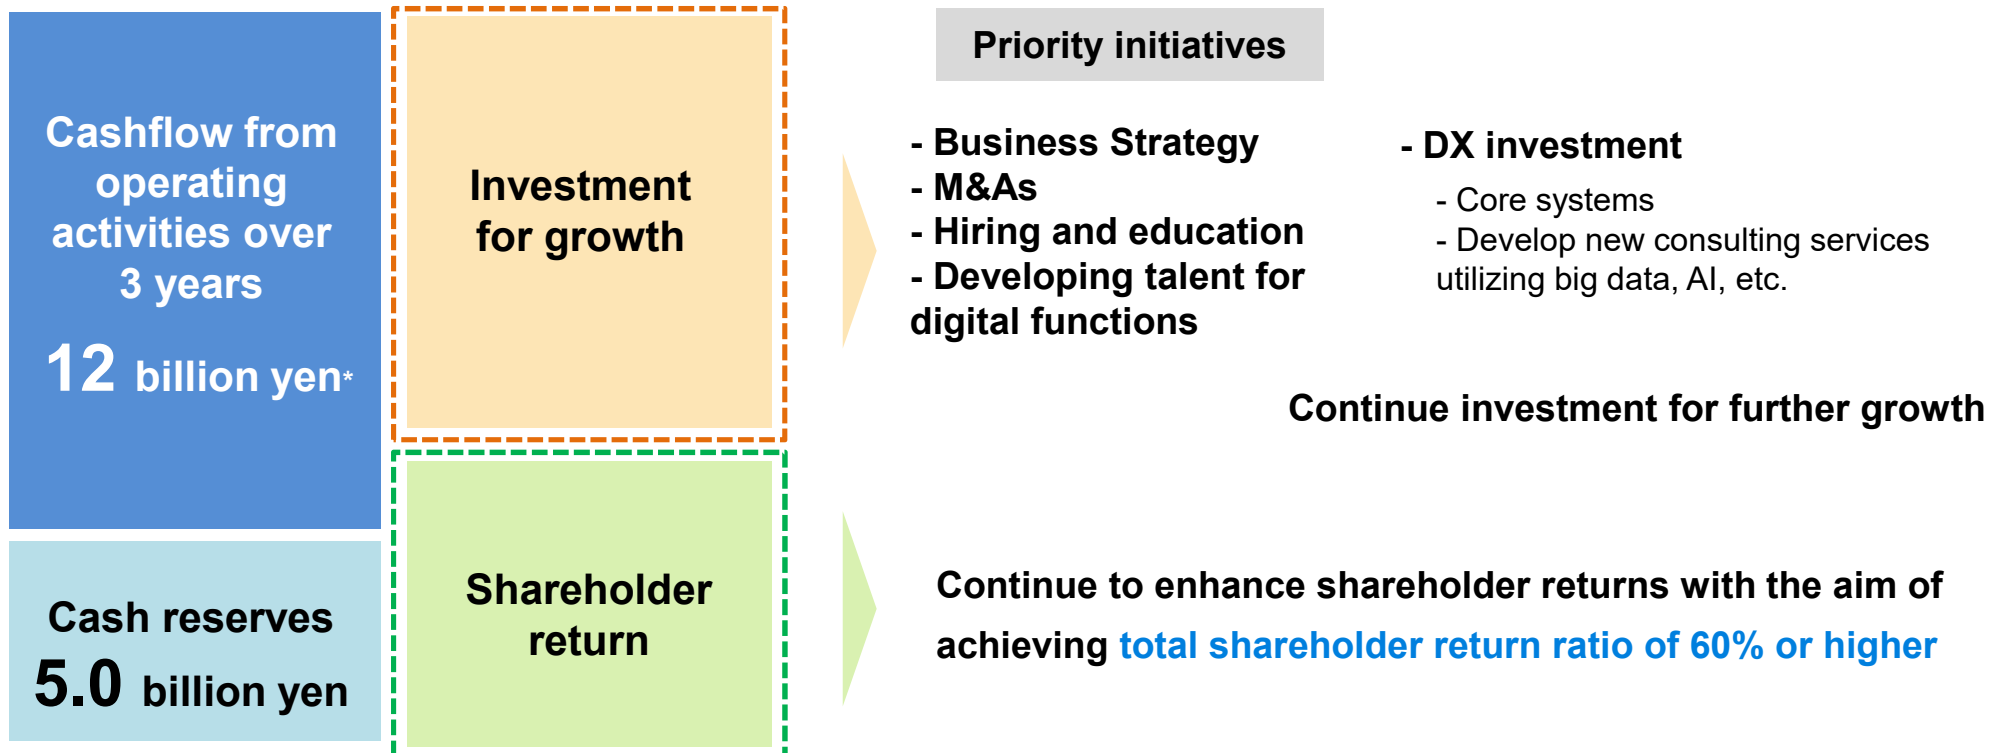 Cashflow from
operating
activities over
3 years
12 billion yen*
Cash reserves
5.0 billion yen
Investment
for growth
Shareholder
return
Priority initiatives
- Business Strategy
- M&As
- Hiring and education
- Developing talent for
digital functions
- DX investment
- Core systems
- Develop new consulting services
utilizing big data, AI, etc.
Continue investment for further growth
Continue to enhance shareholder returns with the aim of
achieving total shareholder return ratio of 60% or higher